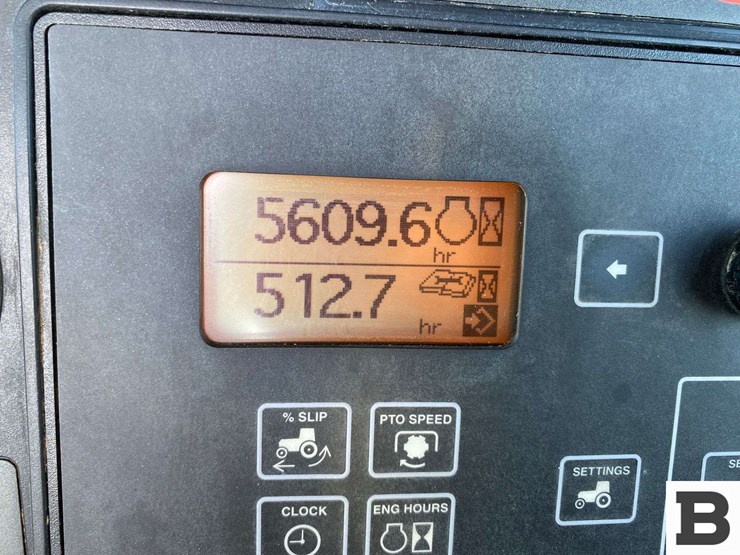 5609.6
hr
512.7
hr
% SLIP
PTO SPEED
SETTINGS
CLOCK
ENG HOURS
B